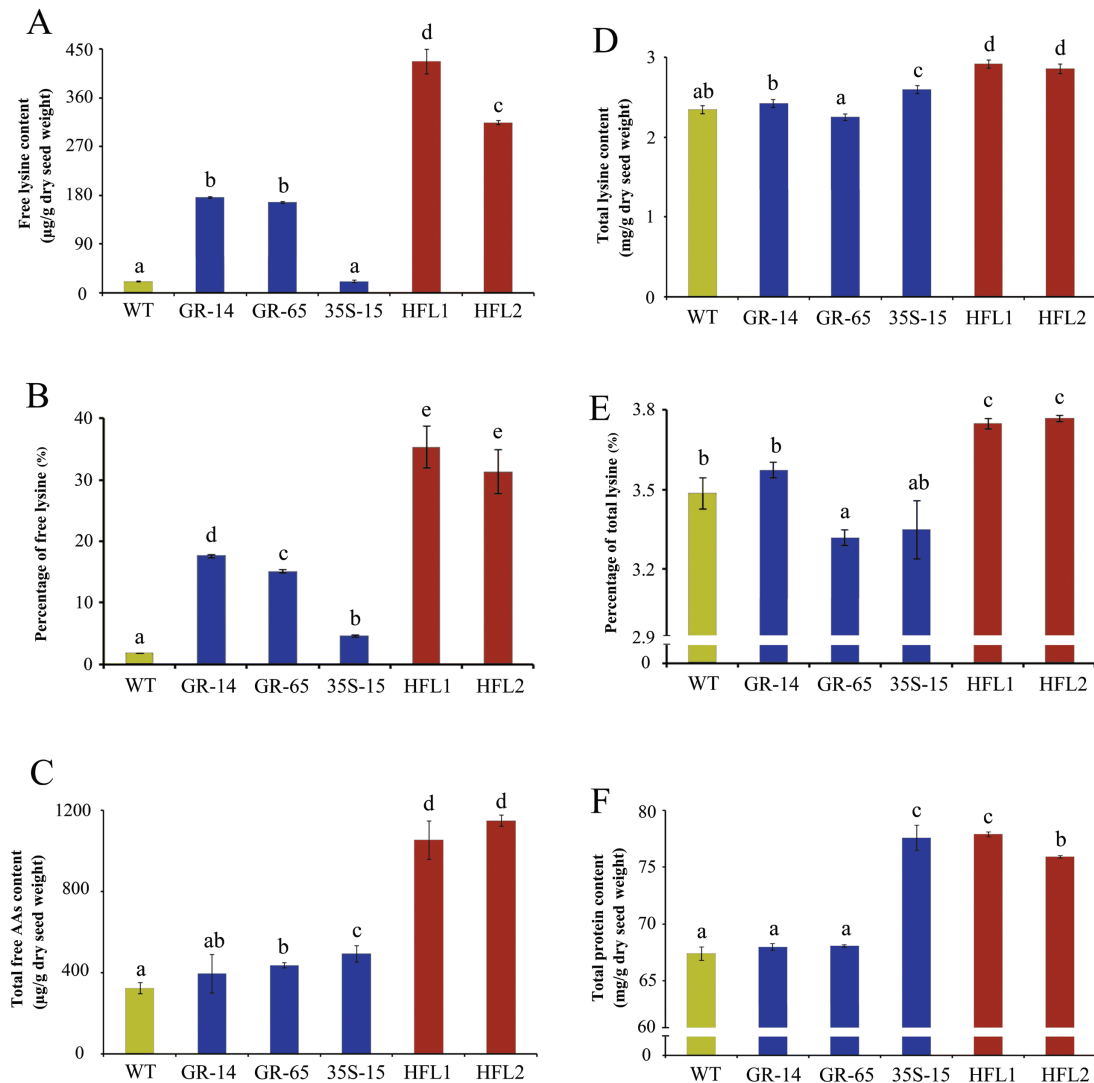 A
Free lysine content
(µg/g dry seed weight)
450
360
270
180
90
0
a
b
b
a
d
c
WT GR-14 GR-65 35S-15 HFL1 HFL2
B
Percentage of free lysine (%)
40
30
20
10
0
a
d
c
b
e
e
WT GR-14 GR-65 35S-15 HFL1 HFL2
C
Total free AAs content
(µg/g dry seed weight)
1200
800
400
0
a
ab
b
c
d
d
WT GR-14 GR-65 35S-15 HFL1 HFL2
D
Total lysine content
(mg/g dry seed weight)
3
2
1
0
ab
b
a
c
d
d
WT GR-14 GR-65 35S-15 HFL1 HFL2
E
Percentage of total lysine (%)
3.8
3.5
3.2
2.9
0
b
b
a
ab
c
c
WT GR-14 GR-65 35S-15 HFL1 HFL2
F
Total protein content
(mg/g dry seed weight)
80
75
70
65
60
0
a
a
a
c
c
b
WT GR-14 GR-65 35S-15 HFL1 HFL2